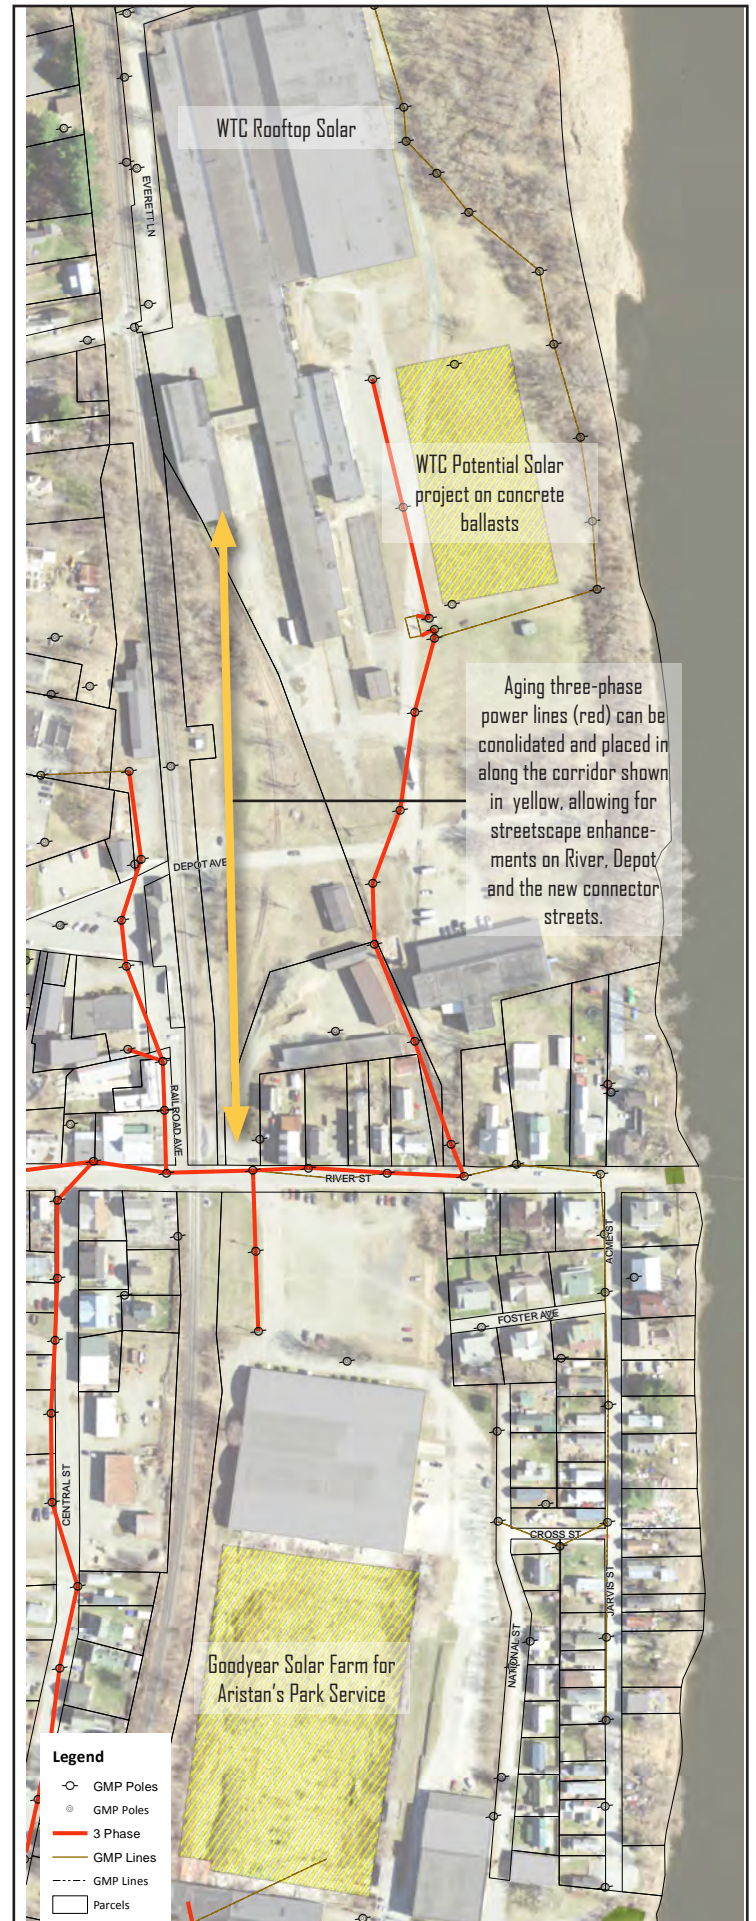 WTC Rooftop Solar
EVERETT LN
WTC Potential Solar
project on concrete
ballasts
Aging three-phase
power lines (red) can be
conolidated and placed in
along the corridor shown
in yellow, allowing for
streetscape enhance-
ments on River, Depot
and the new connector
streets.
DEPOT AVE
RAILROAD AVE
RIVER ST
ACME ST
FOSTER AVE
CENTRAL ST
CROSS ST
JARVIS ST
NATIONAL ST
Goodyear Solar Farm for
Aristan's Park Service
Legend
GMP Poles
GMP Poles
3 Phase
GMP Lines
GMP Lines
Parcels